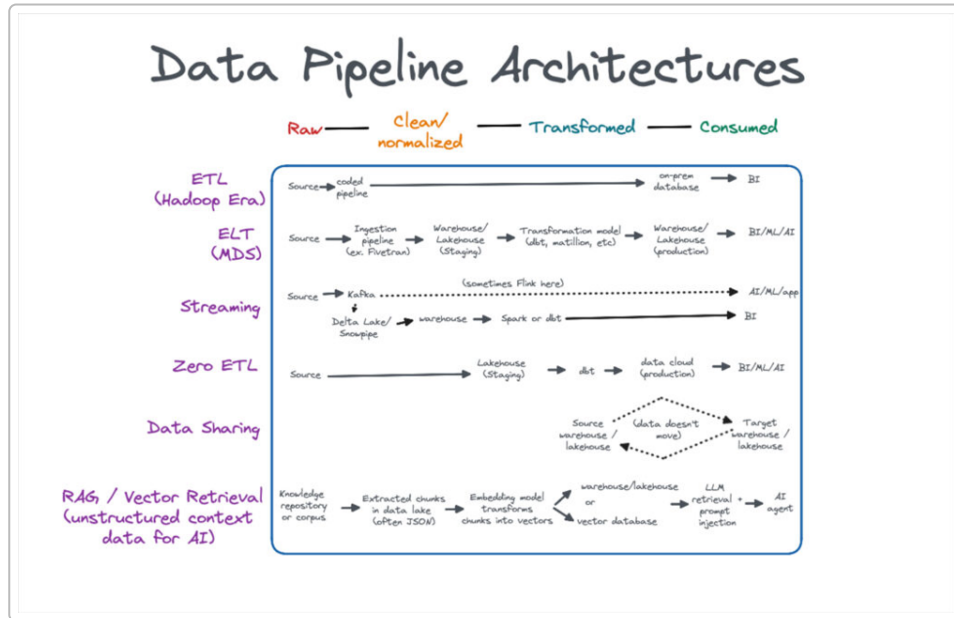 Data Pipeline Architectures
Raw
Clean/
normalized
Transformed
Consumed
ETL
(Hadoop Era)
Source
coded
pipeline
on-prem
database
BI
ELT
(MDS)
Source
Ingestion
pipeline
(ex. Fivetran)
Warehouse/
Lakehouse
(Staging)
Transformation model
(dbt, matillion, etc)
Warehouse/
Lakehouse
(production)
BI/ML/AI
Streaming
Source
Kafka
(sometimes Flink here)
AI/ML/app
Delta Lake/
Snowpipe
warehouse
Spark or dbt
BI
Zero ETL
Source
Lakehouse
(Staging)
dbt
data cloud
(production)
BI/ML/AI
Data Sharing
Source
warehouse /
lakehouse
(data doesn't
move)
Target
warehouse /
lakehouse
RAG / Vector Retrieval
(unstructured context
data for AI)
Knowledge
repository
or corpus
Extracted chunks
in data lake
(often JSON)
Embedding model
transforms
chunks into vectors
warehouse/lakehouse
or
vector database
LLM
retrieval +
prompt
injection
AI
agent